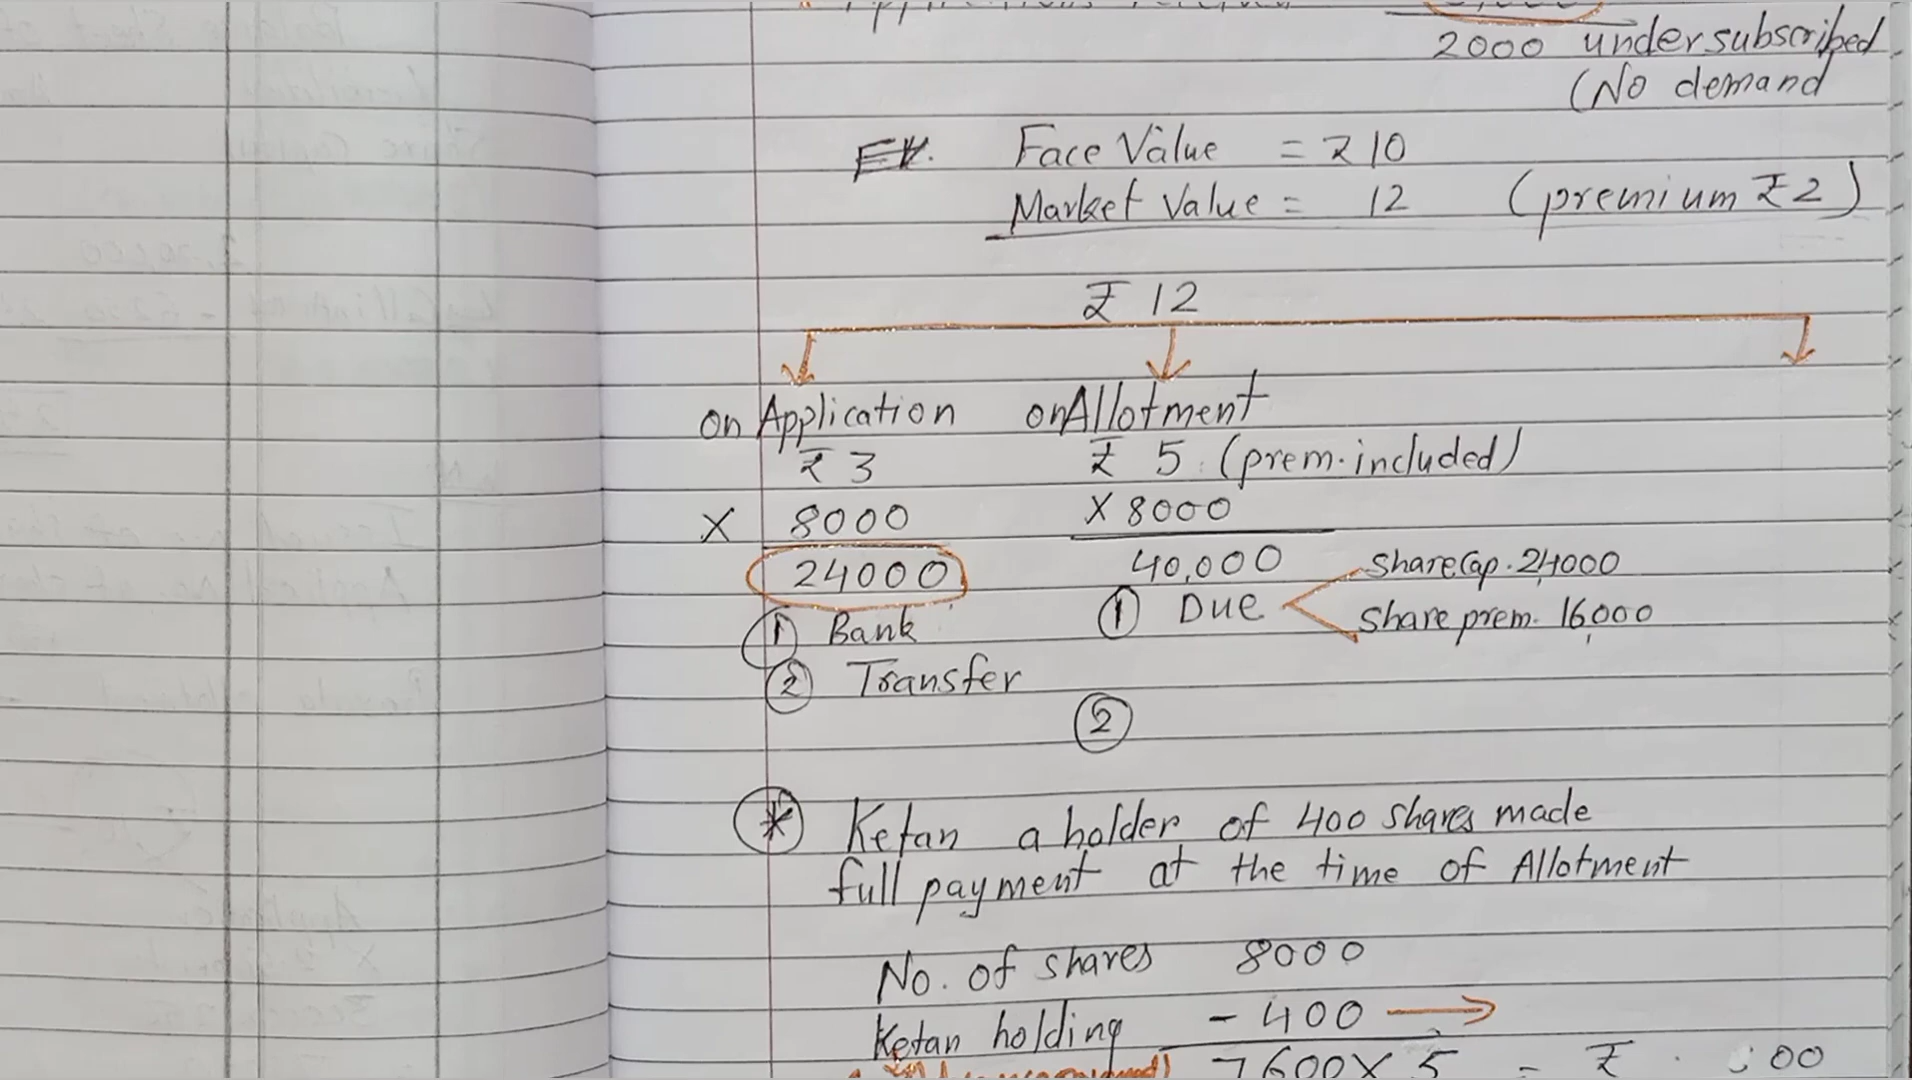 2000 undersubscribed
(No demand
Face Value = ₹ 10
Market Value = 12 (premium ₹ 2)
₹ 12
on Application onAllotment
₹ 3 ₹ 5 (prem. included)
X 8000 X 8000
24000 40,000 Share Cap. 24000
① Bank ① Due Share prem. 16,000
② Transfer
②
* Ketan a holder of 400 Shares made
full payment at the time of Allotment
No. of shares 8000
Ketan holding - 400
7600 X 5 = ₹